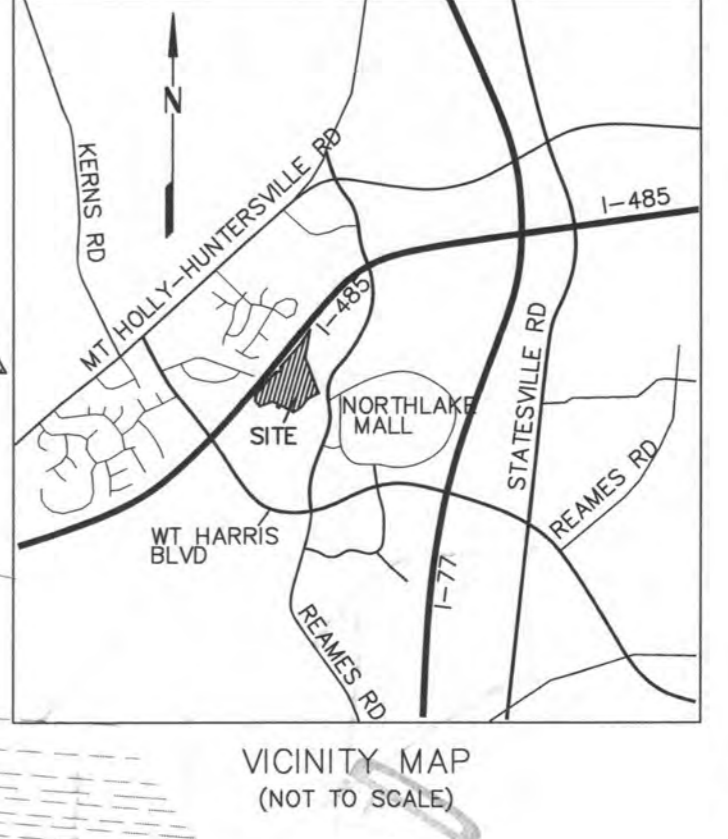 N
KERNS RD
MT HOLLY-HUNTERSVILLE RD
I-485
I-485
STATESVILLE RD
NORTHLAKE
MALL
SITE
REAMES RD
WT HARRIS
BLVD
I-77
REAMES RD
VICINITY MAP
(NOT TO SCALE)